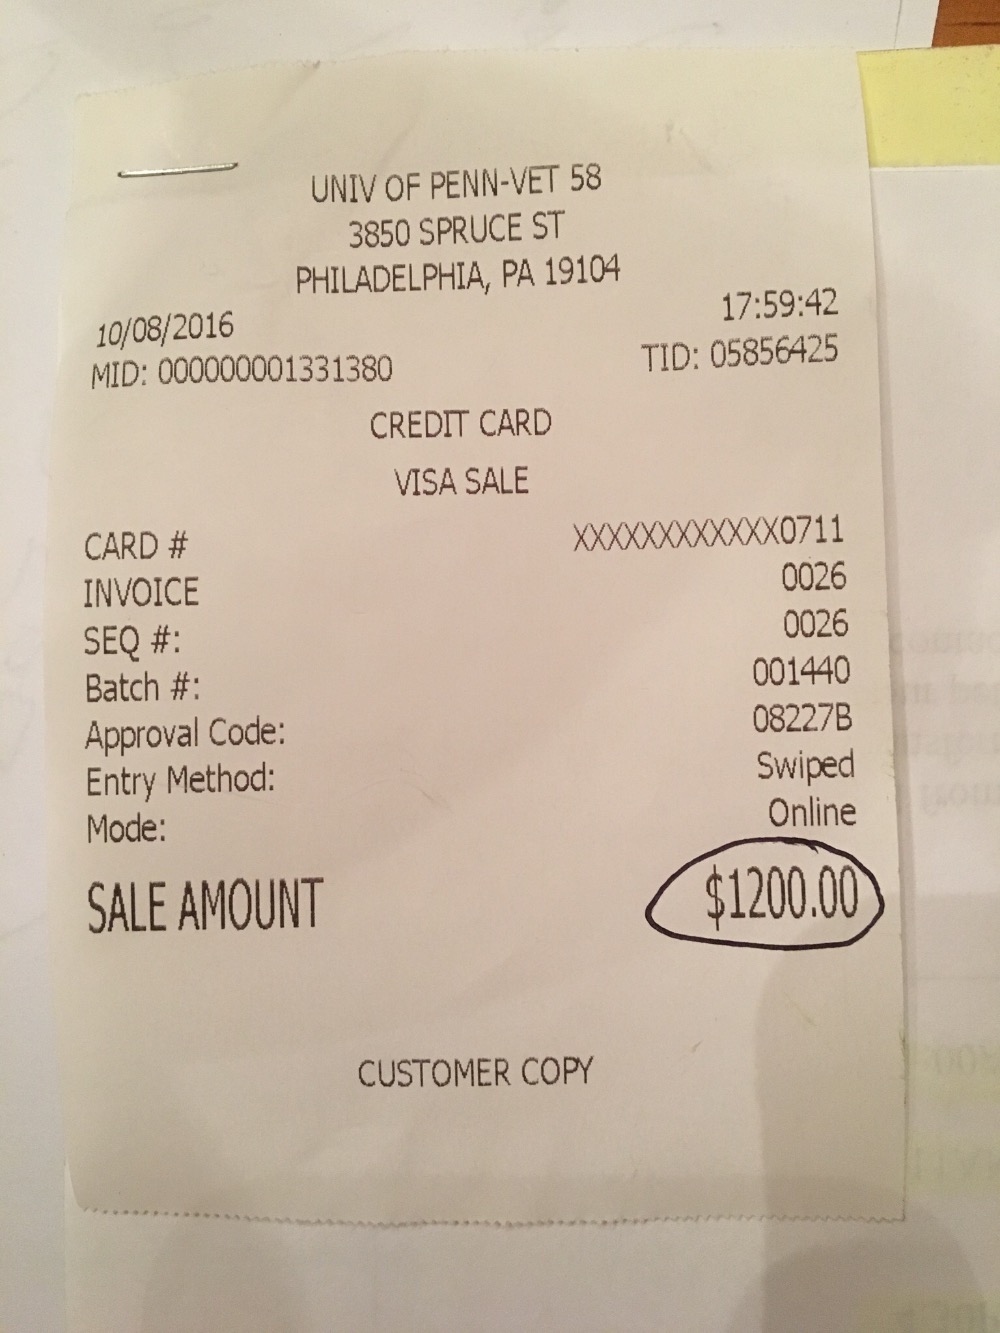 UNIV OF PENN-VET 58
3850 SPRUCE ST
PHILADELPHIA, PA 19104
10/08/2016 17:59:42
MID: 000000001331380 TID: 05856425
CREDIT CARD
VISA SALE
CARD # XXXXXXXXXXXX0711
INVOICE 0026
SEQ #: 0026
Batch #: 001440
Approval Code: 08227B
Entry Method: Swiped
Mode: Online
SALE AMOUNT $1200.00
CUSTOMER COPY